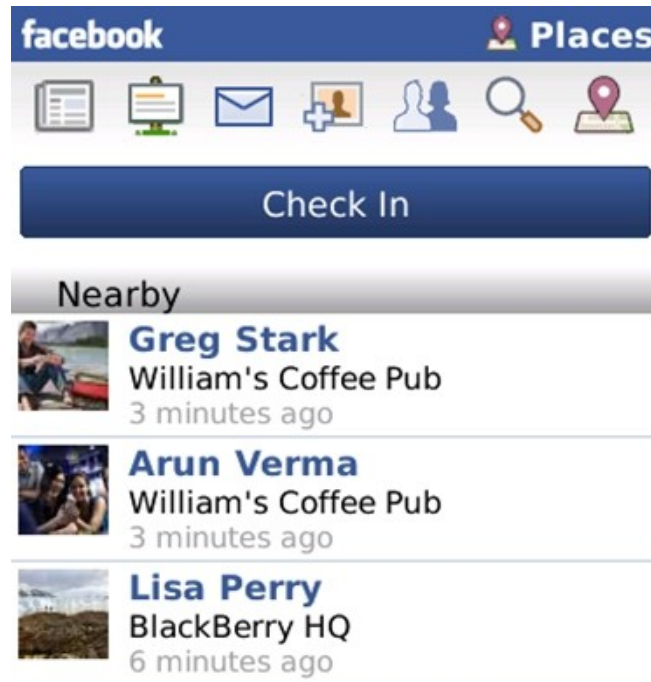 facebook Places
Check In
Nearby
Greg Stark
William's Coffee Pub
3 minutes ago
Arun Verma
William's Coffee Pub
3 minutes ago
Lisa Perry
BlackBerry HQ
6 minutes ago